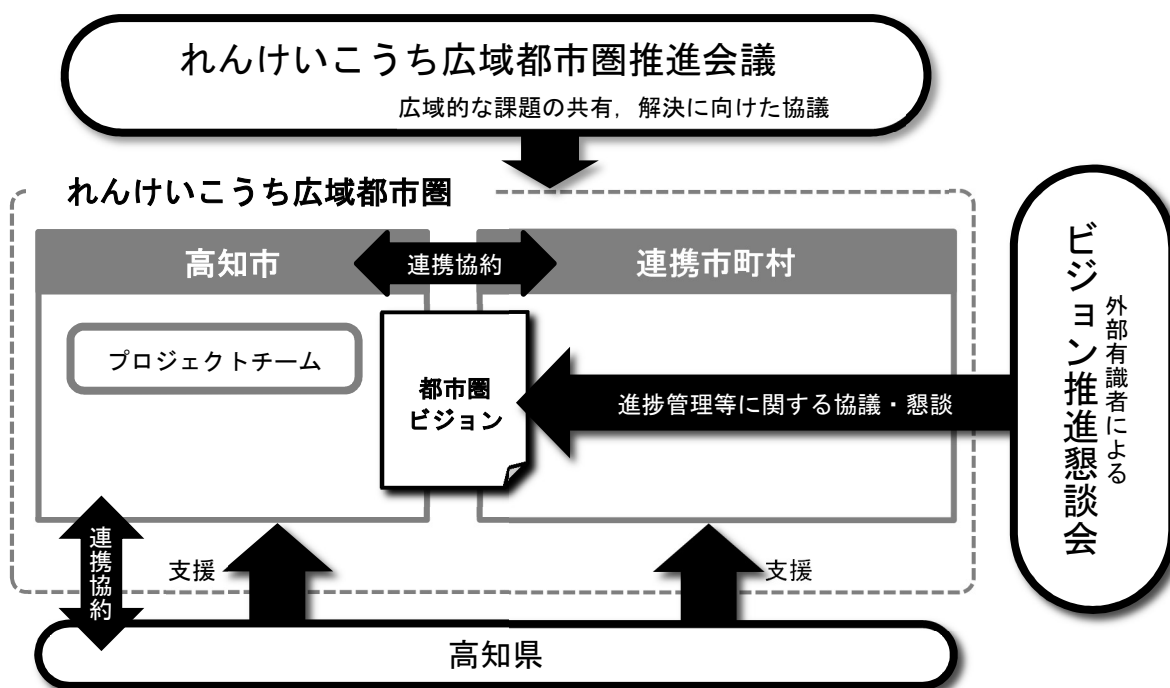 れんけいこうち広域都市圏推進会議
広域的な課題の共有，解決に向けた協議
れんけいこうち広域都市圏
高知市
連携協約
連携市町村
プロジェクトチーム
都市圏
ビジョン
進捗管理等に関する協議・懇談
外部有識者による
ビジョン推進懇談会
連携協約
支援
支援
高知県